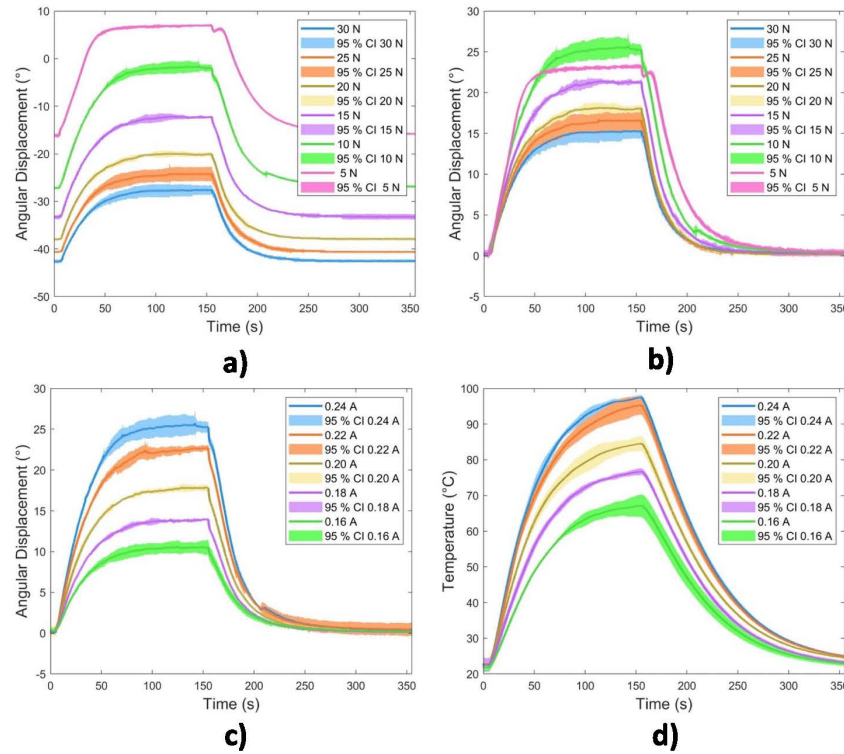 Angular Displacement (°)
10
0
-10
-20
-30
-40
-50
0
50
100
150
200
250
300
350
Time (s)
30 N
95 % CI 30 N
25 N
95 % CI 25 N
20 N
95 % CI 20 N
15 N
95 % CI 15 N
10 N
95 % CI 10 N
5 N
95 % CI  5 N
a)
Angular Displacement (°)
30
25
20
15
10
5
0
-5
0
50
100
150
200
250
300
350
Time (s)
30 N
95 % CI 30 N
25 N
95 % CI 25 N
20 N
95 % CI 20 N
15 N
95 % CI 15 N
10 N
95 % CI 10 N
5 N
95 % CI  5 N
b)
Angular Displacement (°)
30
25
20
15
10
5
0
-5
0
50
100
150
200
250
300
350
Time (s)
0.24 A
95 % CI 0.24 A
0.22 A
95 % CI 0.22 A
0.20 A
95 % CI 0.20 A
0.18 A
95 % CI 0.18 A
0.16 A
95 % CI 0.16 A
c)
Temperature (°C)
100
90
80
70
60
50
40
30
20
0
50
100
150
200
250
300
350
Time (s)
0.24 A
95 % CI 0.24 A
0.22 A
95 % CI 0.22 A
0.20 A
95 % CI 0.20 A
0.18 A
95 % CI 0.18 A
0.16 A
95 % CI 0.16 A
d)